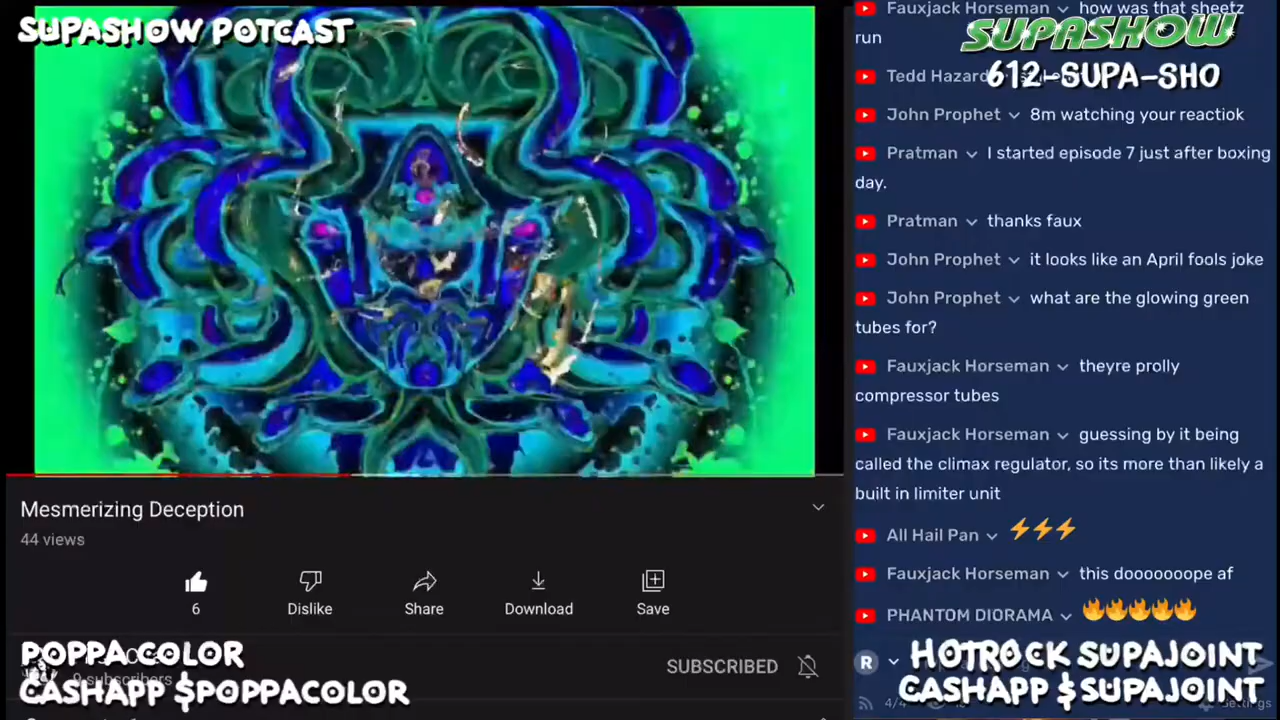 SUPASHOW POTCAST
Mesmerizing Deception
44 views
6
Dislike
Share
Download
Save
SUBSCRIBED
POPPA COLOR
9 subscribers
CASHAPP $POPPACOLOR
Fauxjack Horseman how was that sheetz
run
SUPASHOW
Tedd Hazard
612-SUPA-SHO
John Prophet 8m watching your reactiok
Pratman I started episode 7 just after boxing
day.
Pratman thanks faux
John Prophet it looks like an April fools joke
John Prophet what are the glowing green
tubes for?
Fauxjack Horseman theyre prolly
compressor tubes
Fauxjack Horseman guessing by it being
called the climax regulator, so its more than likely a
built in limiter unit
All Hail Pan ⚡⚡⚡
Fauxjack Horseman this dooooooope af
PHANTOM DIORAMA 🔥🔥🔥🔥🔥
R
HOTROCK SUPAJOINT
CASHAPP $SUPAJOINT
4/4
Settings